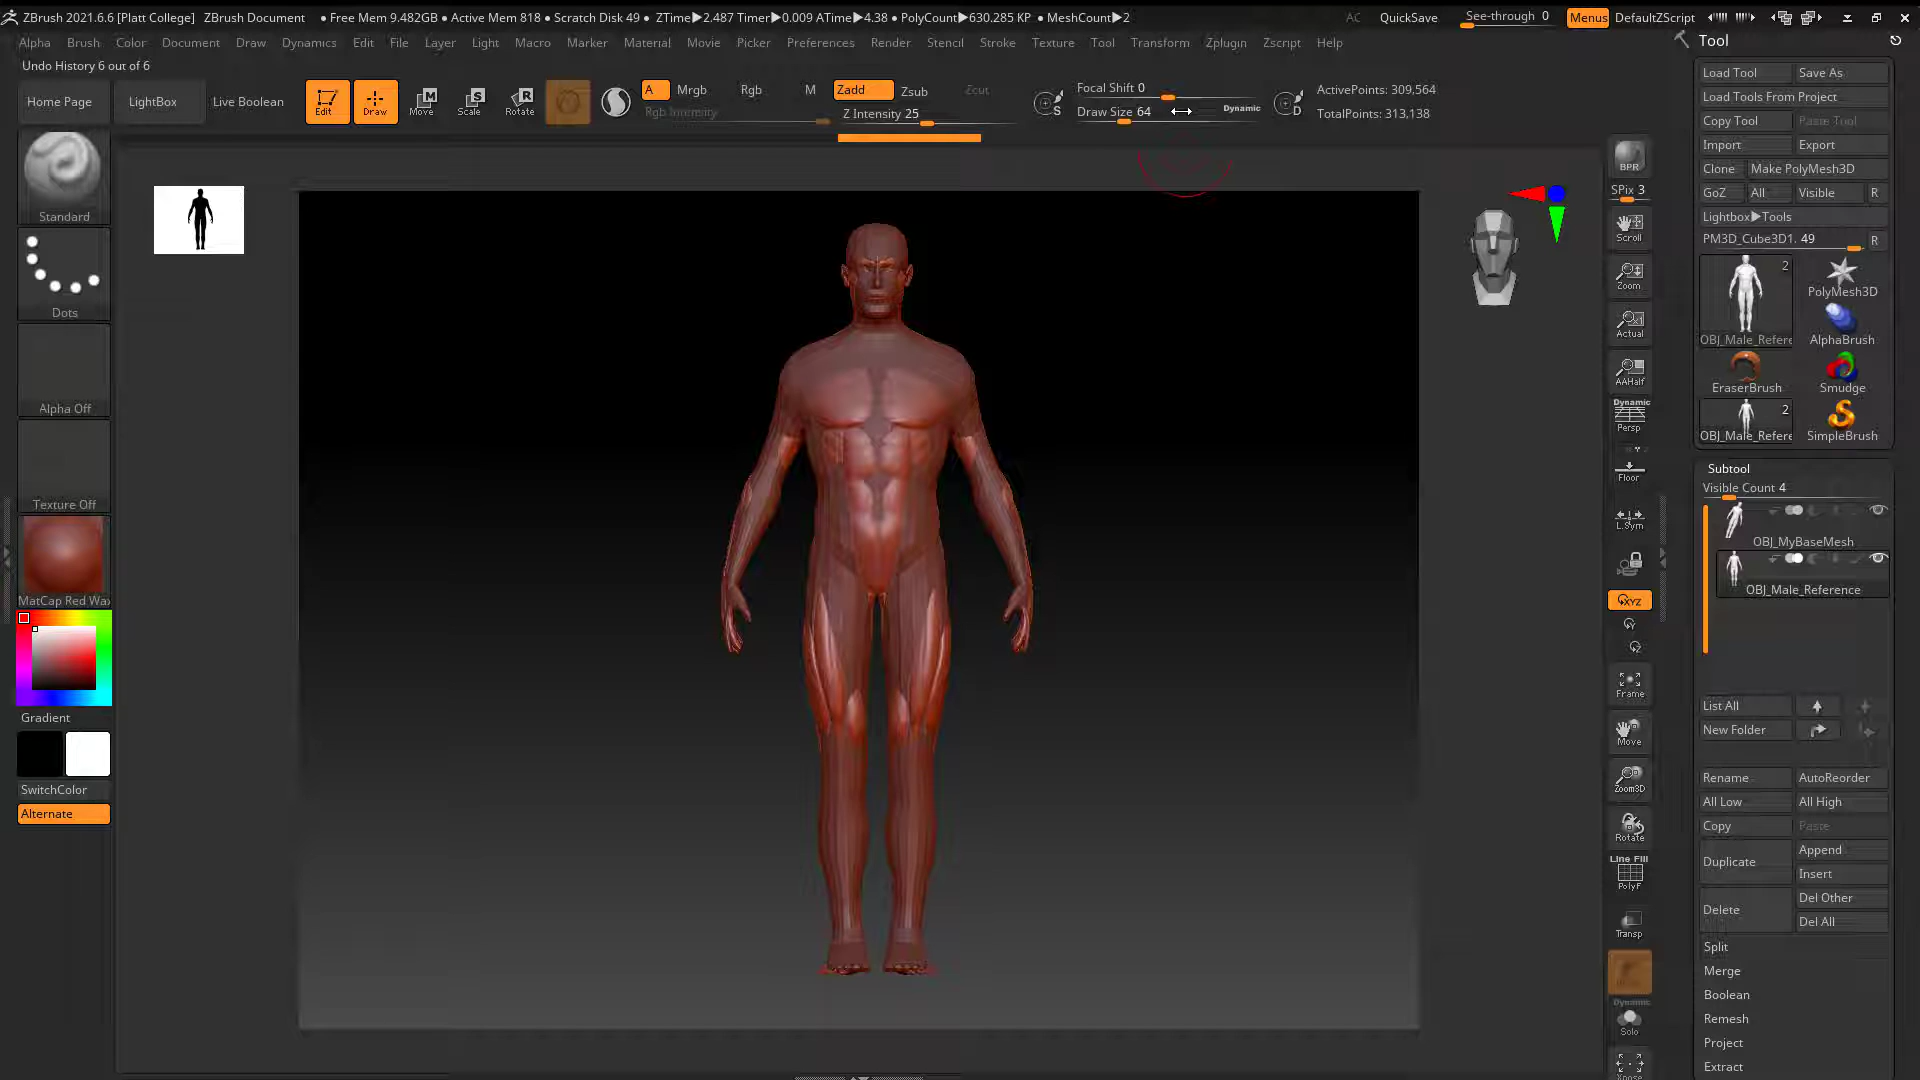 ZBrush 2021.6.6 [Platt College] ZBrush Document ● Free Mem 9.482GB ● Active Mem 818 ● Scratch Disk 49 ● ZTime▶2.487 Timer▶0.009 ATime▶4.38 ● PolyCount▶630.285 KP ● MeshCount▶2 AC QuickSave See-through 0 Menus DefaultZScript
Alpha Brush Color Document Draw Dynamics Edit File Layer Light Macro Marker Material Movie Picker Preferences Render Stencil Stroke Texture Tool Transform Zplugin Zscript Help
Undo History 6 out of 6
Home Page LightBox Live Boolean Edit Draw Move Scale Rotate
M S R
A Mrgb Rgb M Zadd Zsub Zcut
Rgb Intensity Z Intensity 25
S Focal Shift 0
Draw Size 64 Dynamic D
ActivePoints: 309,564
TotalPoints: 313,138
Standard
Dots
Alpha Off
Texture Off
MatCap Red Wax
Gradient
SwitchColor
Alternate
BPR
SPix 3
Scroll
Zoom
Actual
AAHalf
Dynamic
Persp
Floor
L.Sym
XYZ
Y
Z
Frame
Move
Zoom3D
Rotate
Line Fill
PolyF
Transp
Dynamic
Solo
Xpose
Tool
Load Tool Save As
Load Tools From Project
Copy Tool Paste Tool
Import Export
Clone Make PolyMesh3D
GoZ All Visible R
Lightbox▶Tools
PM3D_Cube3D1. 49 R
2
OBJ_Male_Refere PolyMesh3D
AlphaBrush
EraserBrush Smudge
2
OBJ_Male_Refere SimpleBrush
Subtool
Visible Count 4
OBJ_MyBaseMesh
OBJ_Male_Reference
List All
New Folder
Rename AutoReorder
All Low All High
Copy Paste
Duplicate Append
Insert
Delete Del Other
Del All
Split
Merge
Boolean
Remesh
Project
Extract